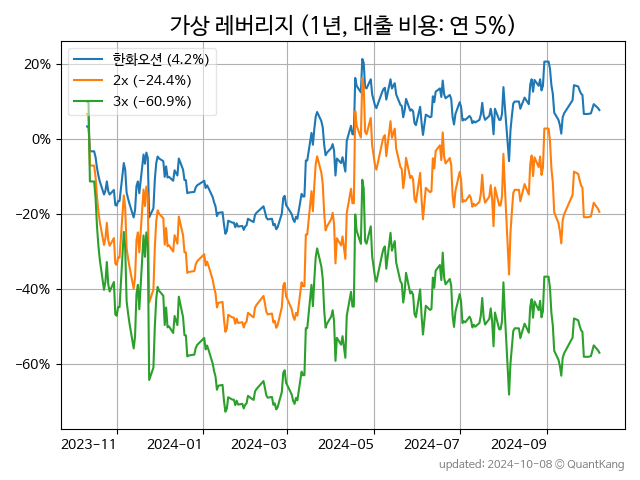 가상 레버리지 (1년, 대출 비용: 연 5%)
한화오션 (4.2%)
2x (−24.4%)
3x (−60.9%)
20%
0%
−20%
−40%
−60%
2023−11 2024−01 2024−03 2024−05 2024−07 2024−09
updated: 2024-10-08 © QuantKang